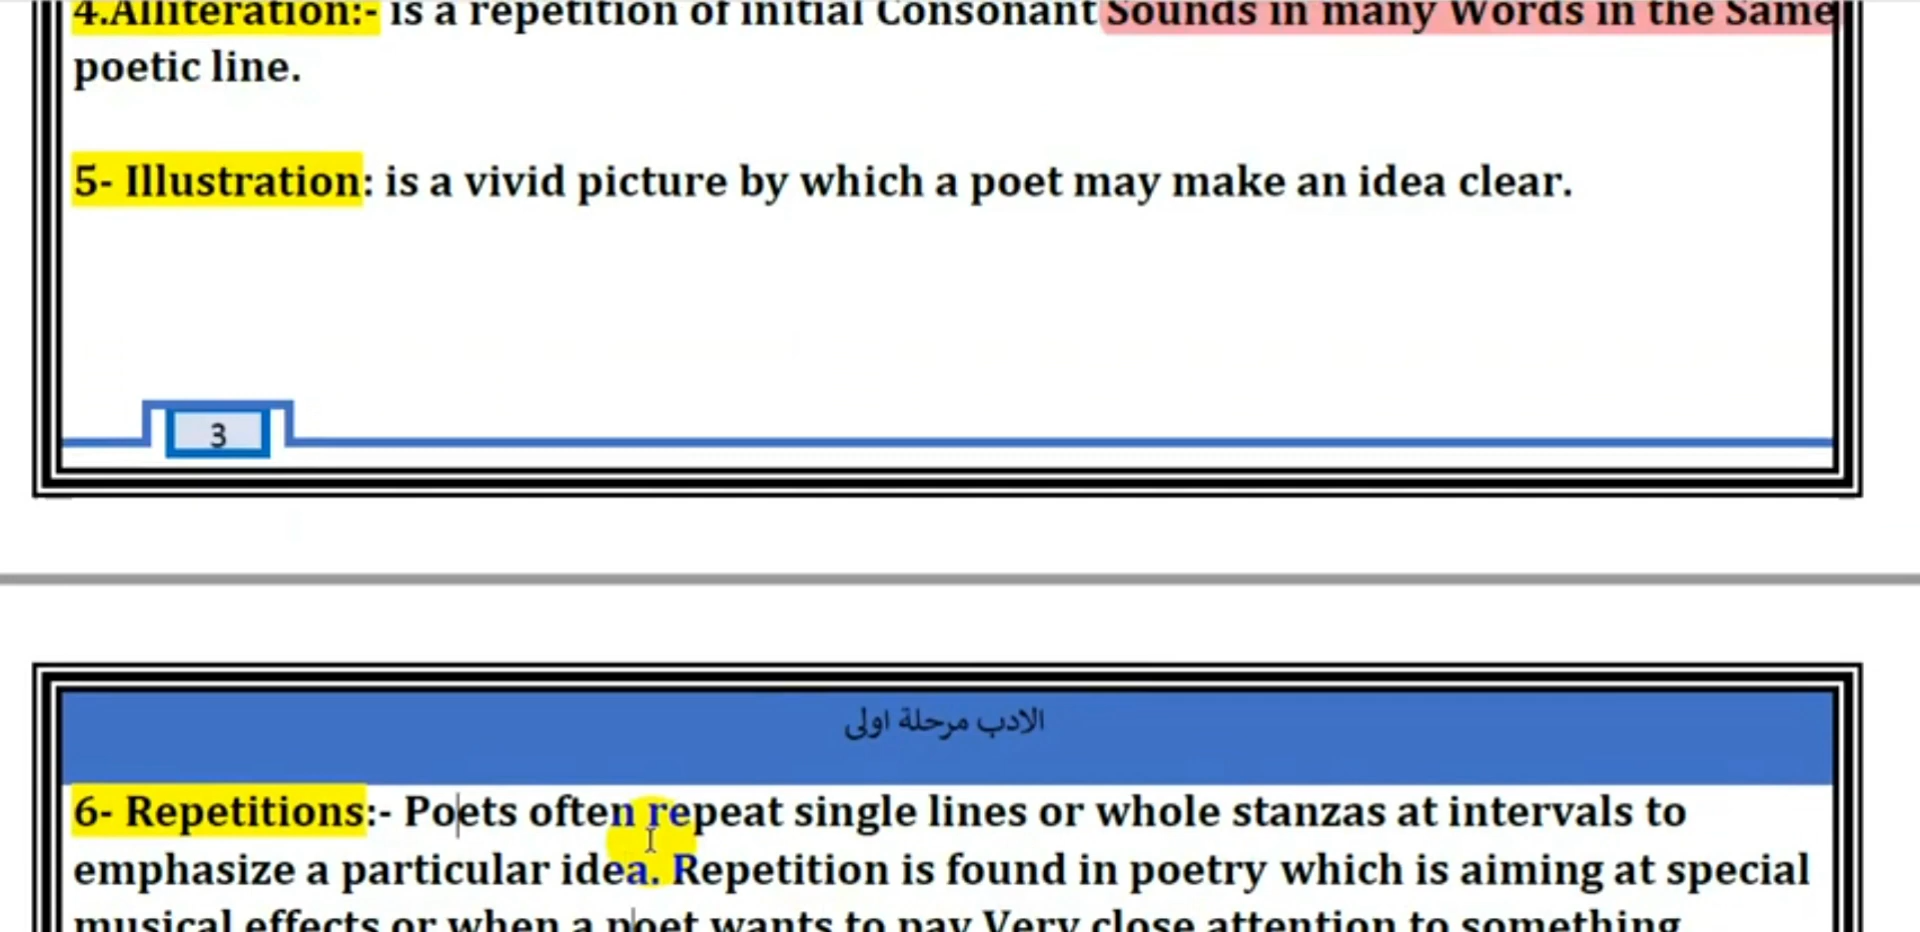 4.Alliteration:- is a repetition of initial Consonant Sounds in many Words in the Same
poetic line.
5- Illustration: is a vivid picture by which a poet may make an idea clear.
3
الادب مرحلة اولى
6- Repetitions:- Poets often repeat single lines or whole stanzas at intervals to
emphasize a particular idea. Repetition is found in poetry which is aiming at special
musical effects or when a poet wants to pay Very close attention to something